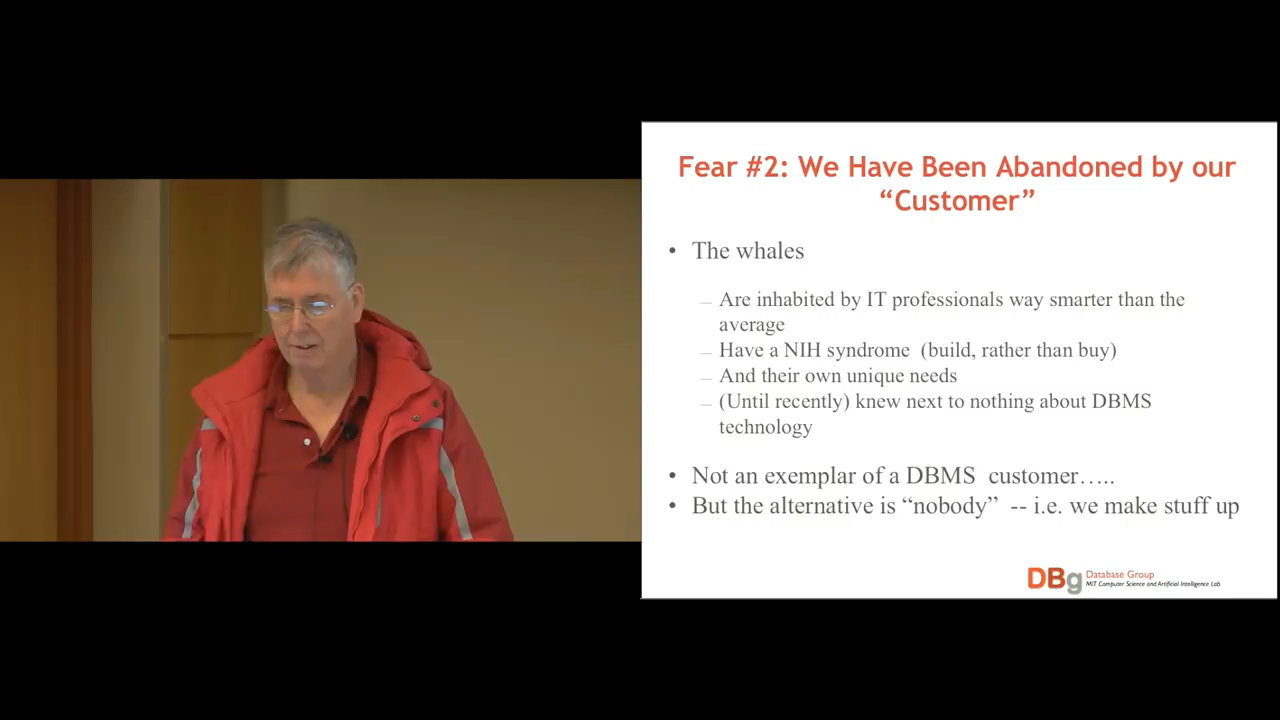 Fear #2: We Have Been Abandoned by our
“Customer”
• The whales
– Are inhabited by IT professionals way smarter than the
average
– Have a NIH syndrome (build, rather than buy)
– And their own unique needs
– (Until recently) knew next to nothing about DBMS
technology
• Not an exemplar of a DBMS customer…..
• But the alternative is “nobody” -- i.e. we make stuff up
DBg Database Group
MIT Computer Science and Artificial Intelligence Lab